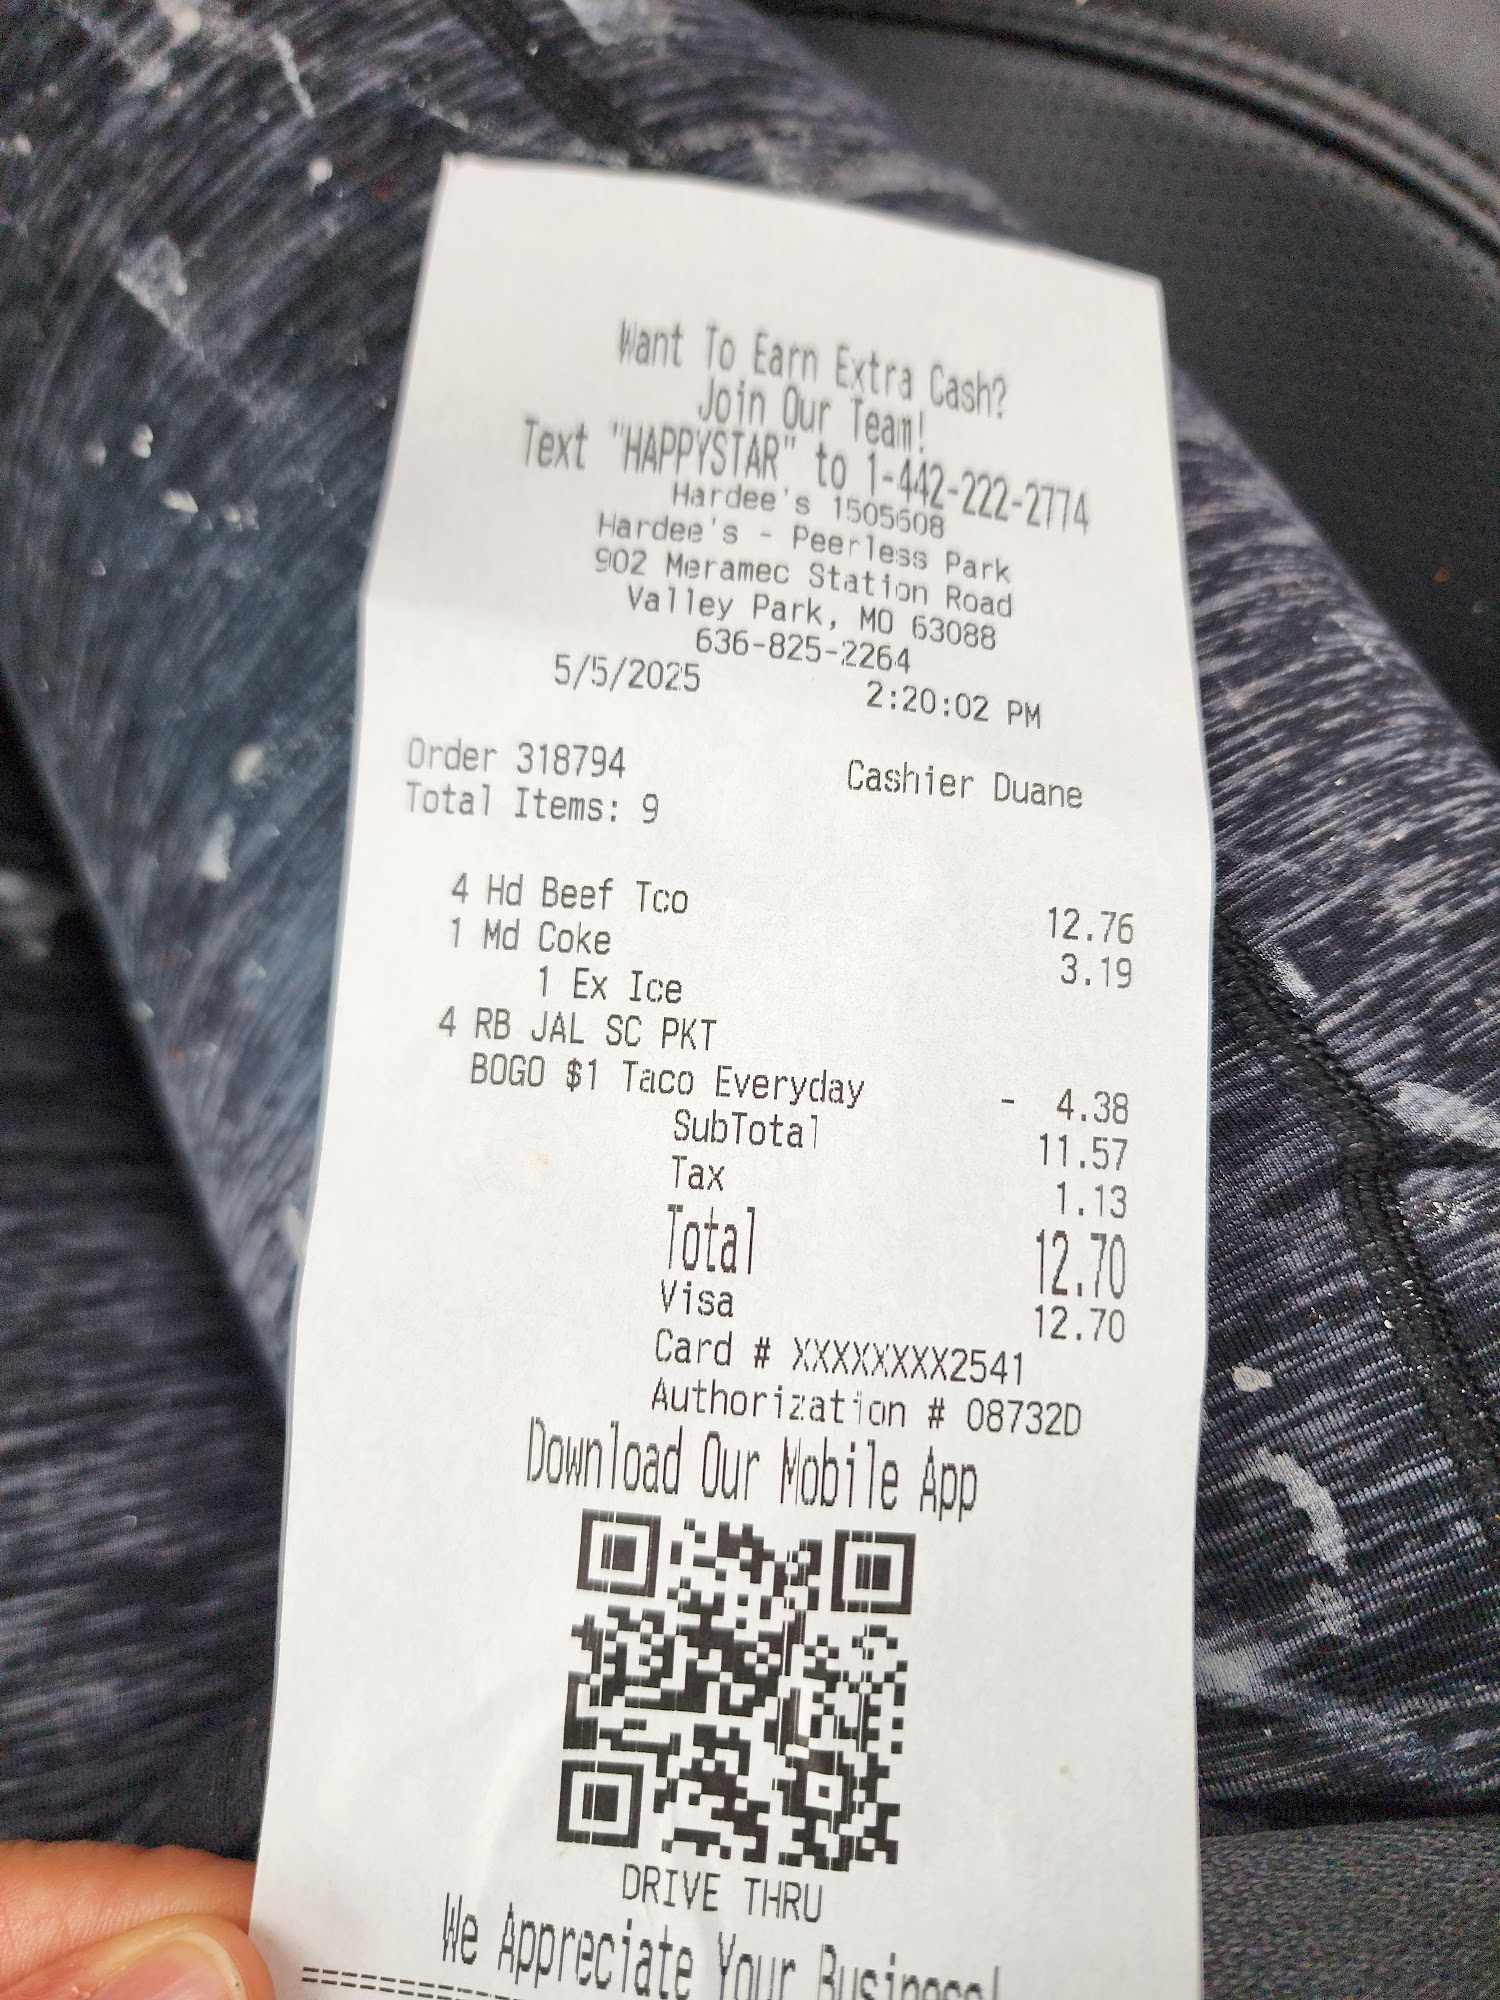 Want To Earn Extra Cash?
Join Our Team!
Text "HAPPYSTAR" to 1-442-222-2774
Hardee's 1505608
Hardee's - Peerless Park
902 Meramec Station Road
Valley Park, MO 63088
636-825-2264
5/5/2025 2:20:02 PM
Order 318794 Cashier Duane
Total Items: 9
4 Hd Beef Tco 12.76
1 Md Coke 3.19
1 Ex Ice
4 RB JAL SC PKT
BOGO $1 Taco Everyday - 4.38
SubTotal 11.57
Tax 1.13
Total 12.70
Visa 12.70
Card # XXXXXXXX2541
Authorization # 08732D
Download Our Mobile App
DRIVE THRU
We Appreciate Your Business!